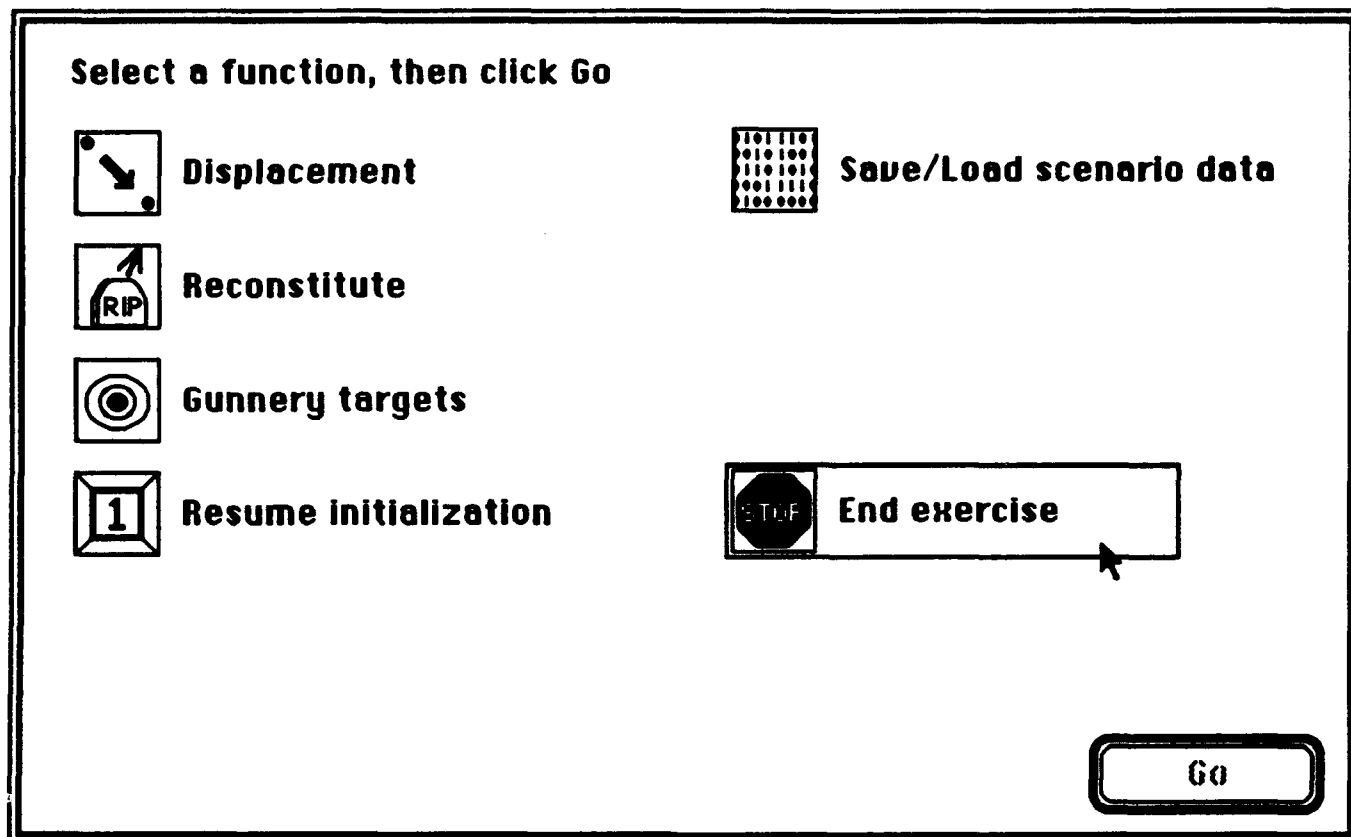 Select a function, then click Go
Displacement
Save/Load scenario data
RIP
Reconstitute
Gunnery targets
1
Resume initialization
STOP
End exercise
Go